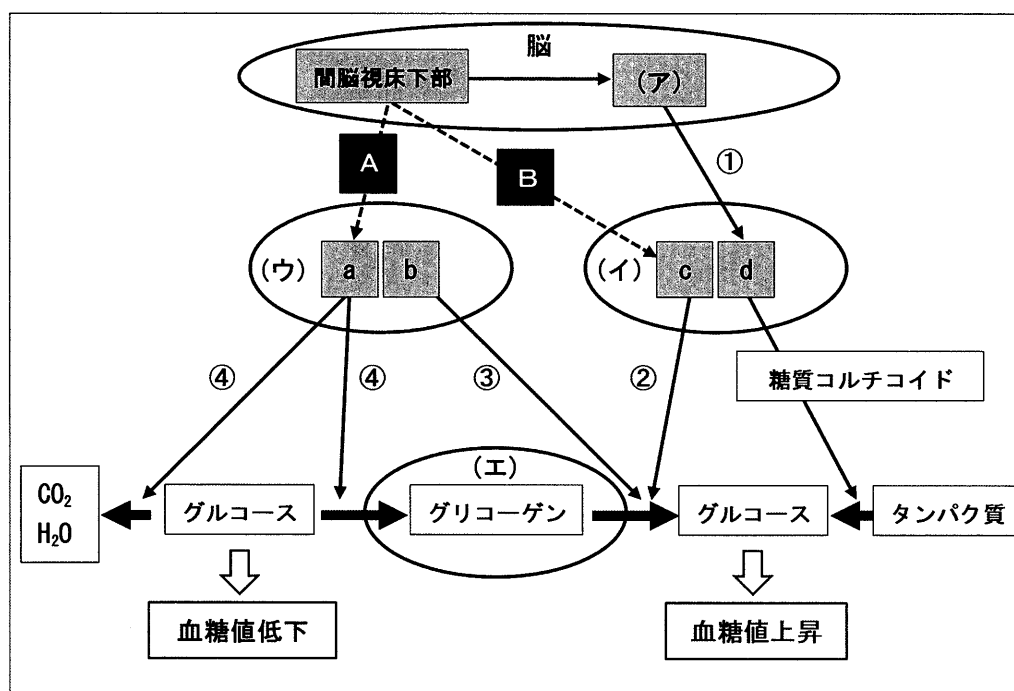 脳
間脳視床下部
(ア)
A
B
①
(ウ)
a
b
(イ)
c
d
④
④
③
②
糖質コルチコイド
(エ)
CO₂
H₂O
グルコース
グリコーゲン
グルコース
タンパク質
血糖値低下
血糖値上昇